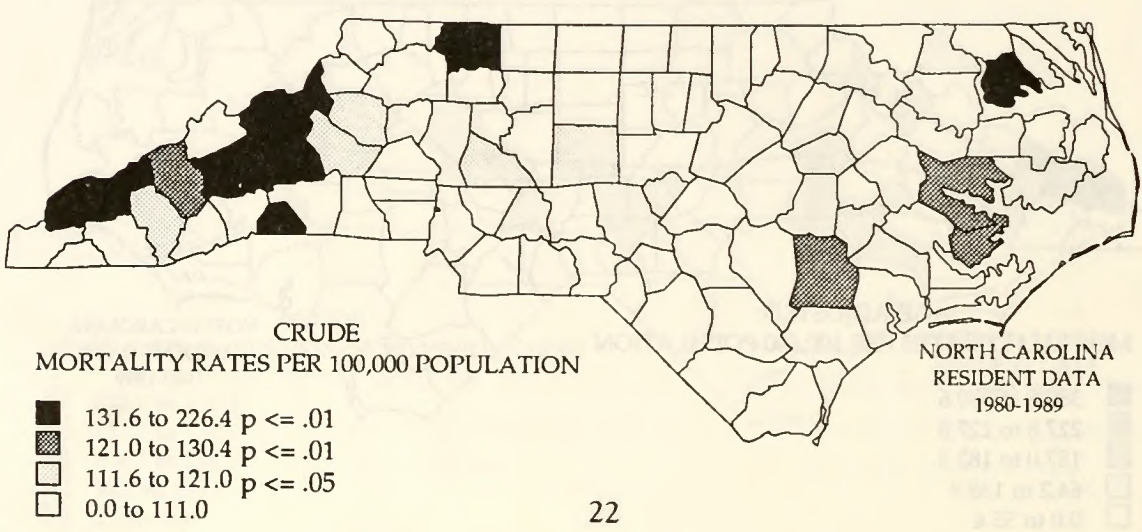 CRUDE
MORTALITY RATES PER 100,000 POPULATION
131.6 to 226.4 p <= .01
121.0 to 130.4 p <= .01
111.6 to 121.0 p <= .05
0.0 to 111.0
NORTH CAROLINA
RESIDENT DATA
1980-1989
22